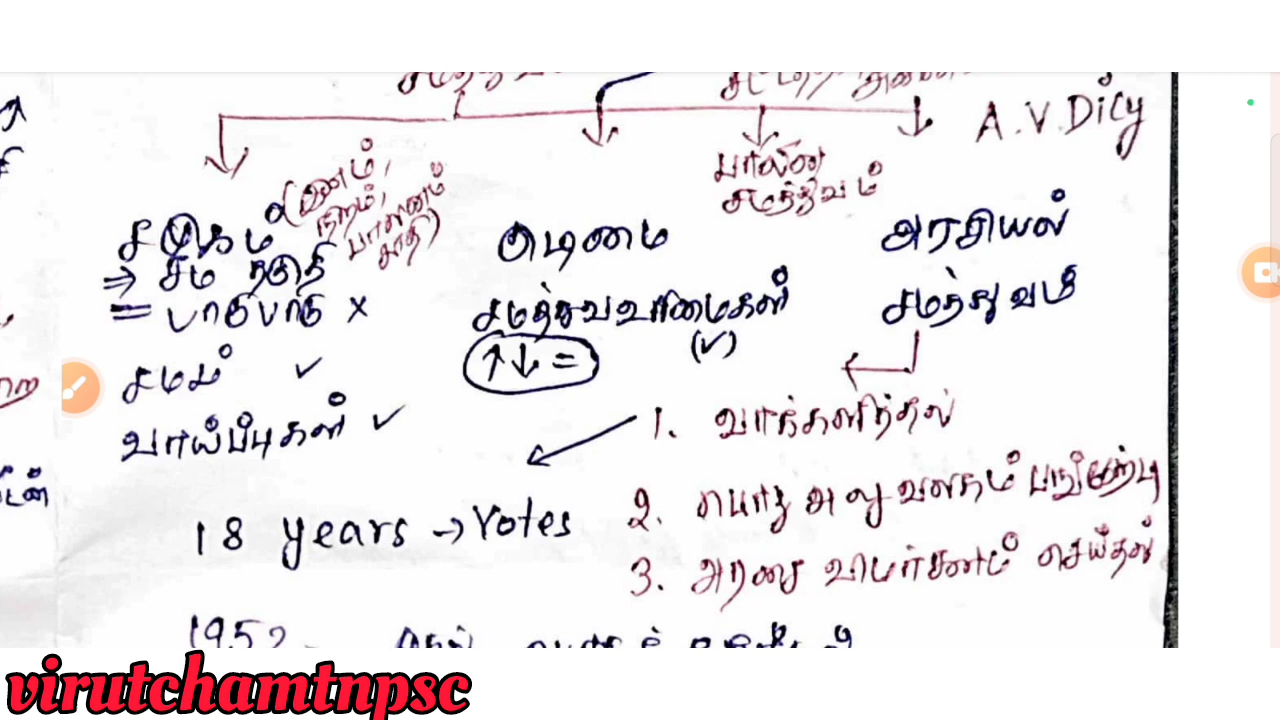 A.V.Dicy
(இனம்,
நிறம்,
பாலினம்
சாதி)
பாலின
சமத்துவம்
சமூகம்
⇒ சம நீதி
= பாகுபாடு ×
சமம் ✓
வாய்ப்புகள் ✓
குடிமை
சமத்துவ உரிமைகள்
(✓)
↑↓ =
அரசியல்
சமத்துவம்
1. வாக்களித்தல்
2. பொது அலுவலகம் பங்கேற்பு
3. அரசை விமர்சனம் செய்தல்
18 years → Votes
1952
virutchamtnpsc